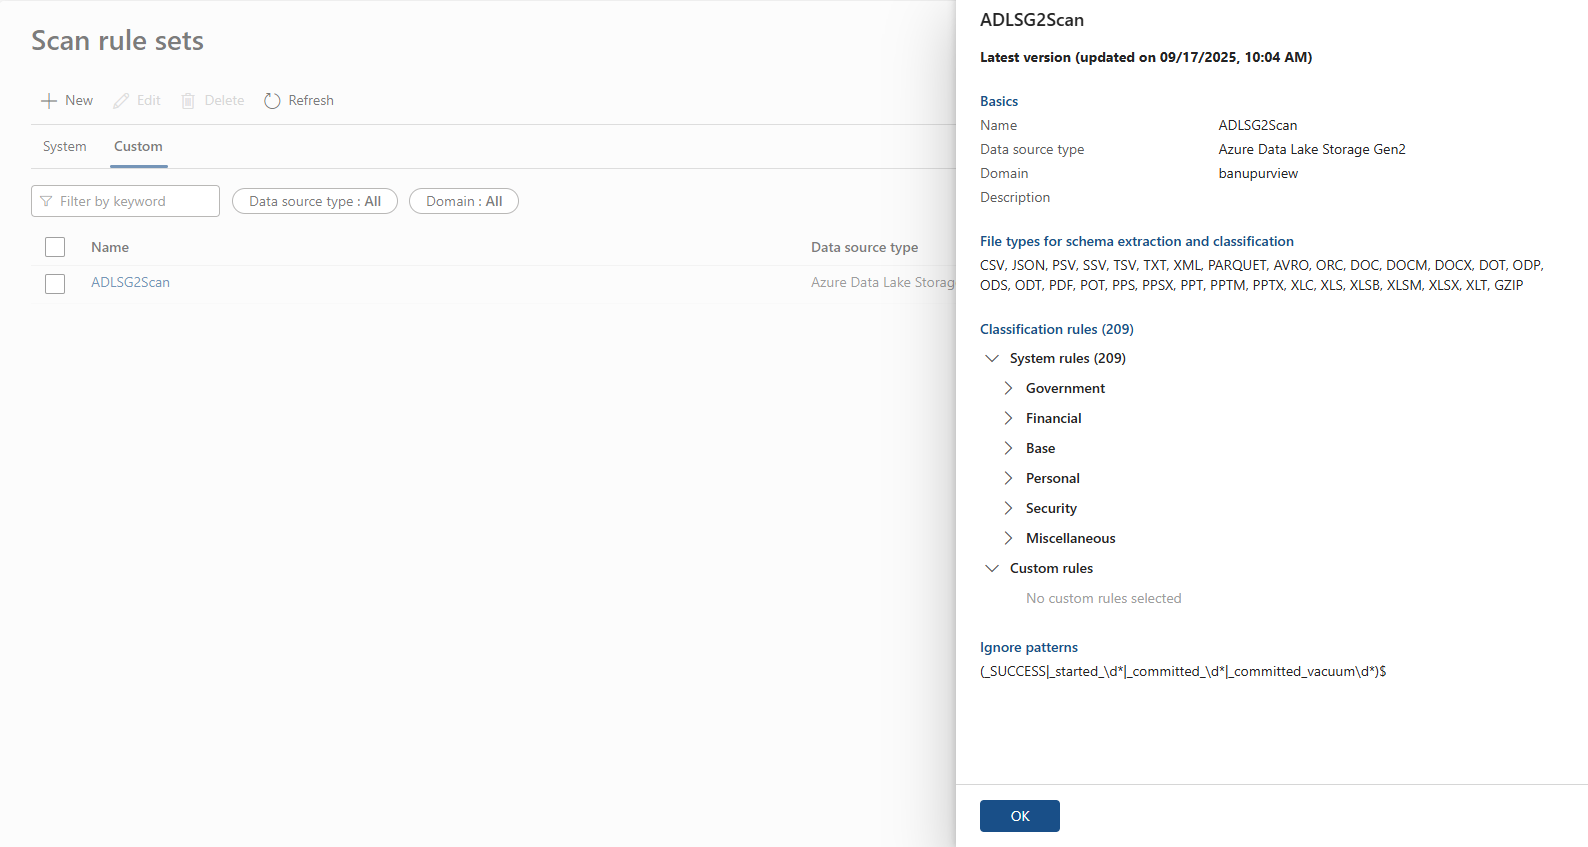 Scan rule sets
New
Edit
Delete
Refresh
System
Custom
Filter by keyword
Data source type : All
Domain : All
Name
Data source type
ADLSG2Scan
Azure Data Lake Storag
ADLSG2Scan
Latest version (updated on 09/17/2025, 10:04 AM)
Basics
Name
ADLSG2Scan
Data source type
Azure Data Lake Storage Gen2
Domain
banupurview
Description
File types for schema extraction and classification
CSV, JSON, PSV, SSV, TSV, TXT, XML, PARQUET, AVRO, ORC, DOC, DOCM, DOCX, DOT, ODP,
ODS, ODT, PDF, POT, PPS, PPSX, PPT, PPTM, PPTX, XLC, XLS, XLSB, XLSM, XLSX, XLT, GZIP
Classification rules (209)
System rules (209)
Government
Financial
Base
Personal
Security
Miscellaneous
Custom rules
No custom rules selected
Ignore patterns
(_SUCCESS|_started_\d*|_committed_\d*|_committed_vacuum\d*)$
OK